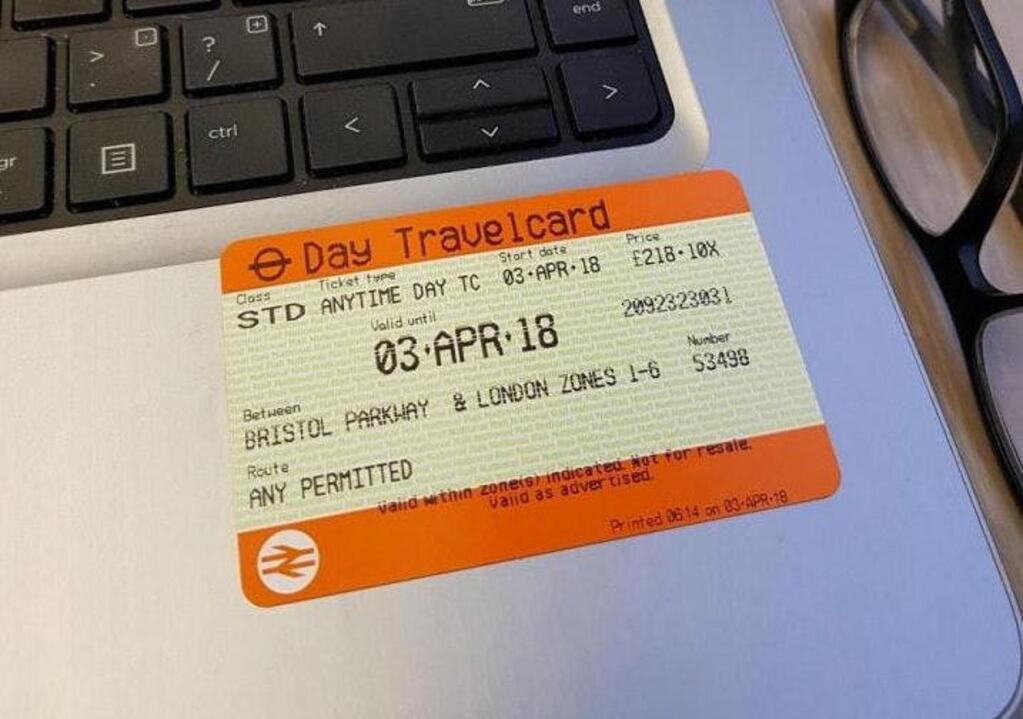 end
>
.
?
/
↑
gr
ctrl
<
^
v
>
Day Travelcard
Class Ticket type Start date Price
STD ANYTIME DAY TC 03·APR·18 £218·10X
Valid until 2092323031
03·APR·18
Number
53498
Between
BRISTOL PARKWAY & LONDON ZONES 1-6
Route
ANY PERMITTED
Valid within zone(s) indicated. Not for resale.
Valid as advertised.
Printed 06:14 on 03·APR·18